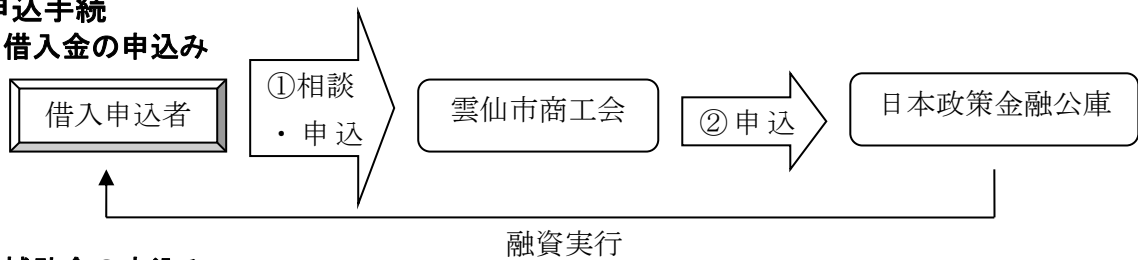 申込手続
借入金の申込み
借入申込者
①相談
・申込
雲仙市商工会
②申込
日本政策金融公庫
融資実行
補助金の申込み